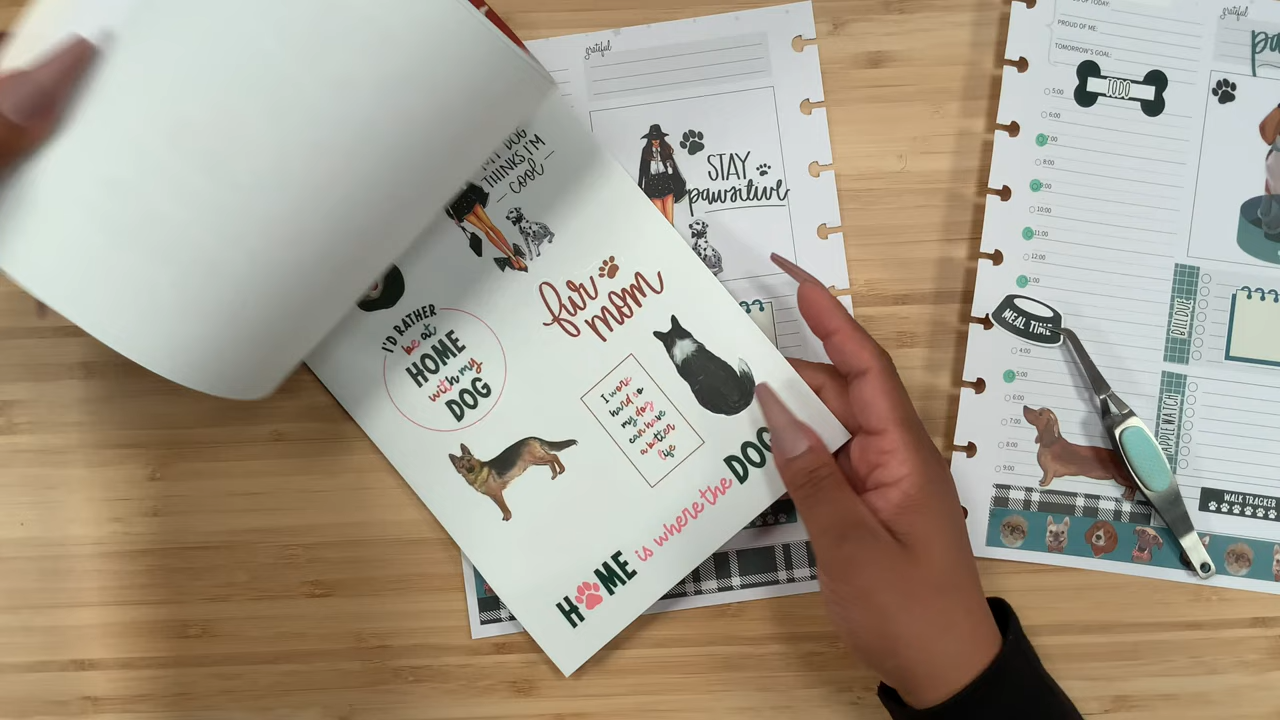 MY DOG
THINKS I'M
cool
I'D RATHER
be at
HOME
with my
DOG
fur
mom
I work
hard so
my dog
can have
a better
life
HOME is where the DOG
grateful
STAY
pawsitive
PROUD OF ME:
TOMORROW'S GOAL:
TODO
5:00
6:00
7:00
8:00
9:00
10:00
11:00
12:00
1:00
MEAL TIME
4:00
5:00
6:00
7:00
8:00
9:00
grateful
BILL DUE
APPLE WATCH
WALK TRACKER